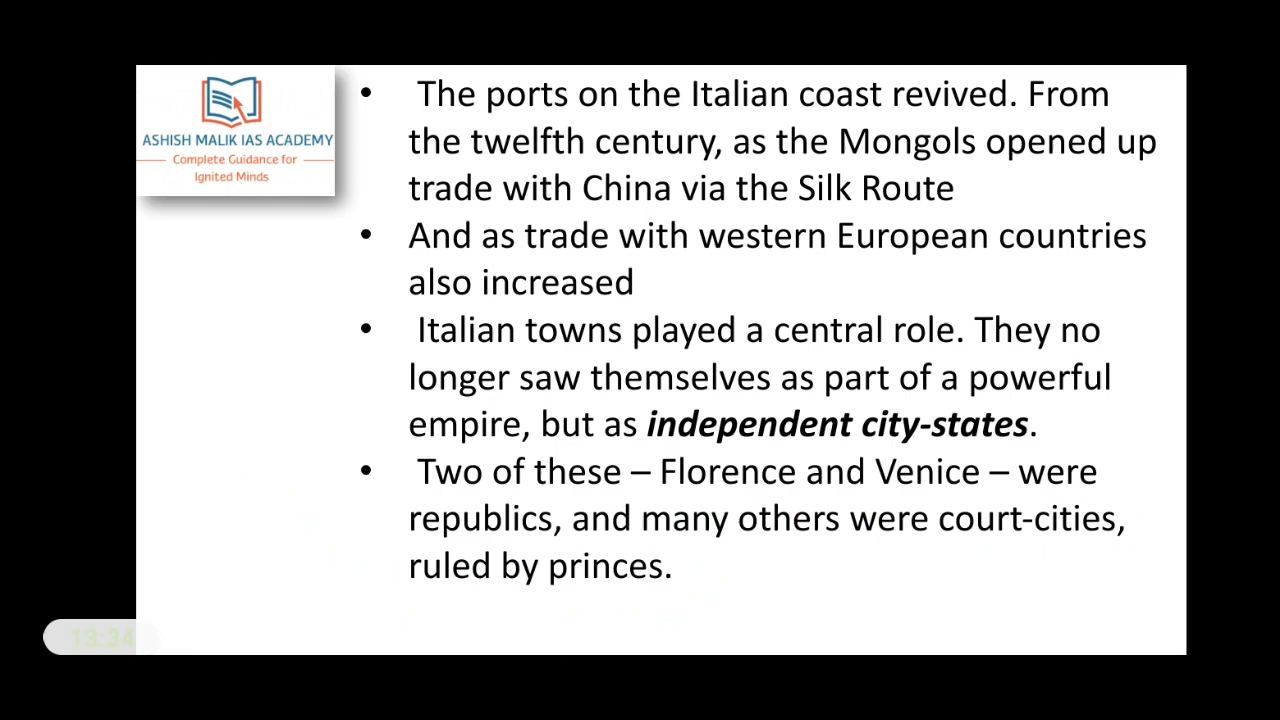 ASHISH MALIK IAS ACADEMY
Complete Guidance for
Ignited Minds
• The ports on the Italian coast revived. From
the twelfth century, as the Mongols opened up
trade with China via the Silk Route
• And as trade with western European countries
also increased
• Italian towns played a central role. They no
longer saw themselves as part of a powerful
empire, but as independent city-states.
• Two of these – Florence and Venice – were
republics, and many others were court-cities,
ruled by princes.
13:34